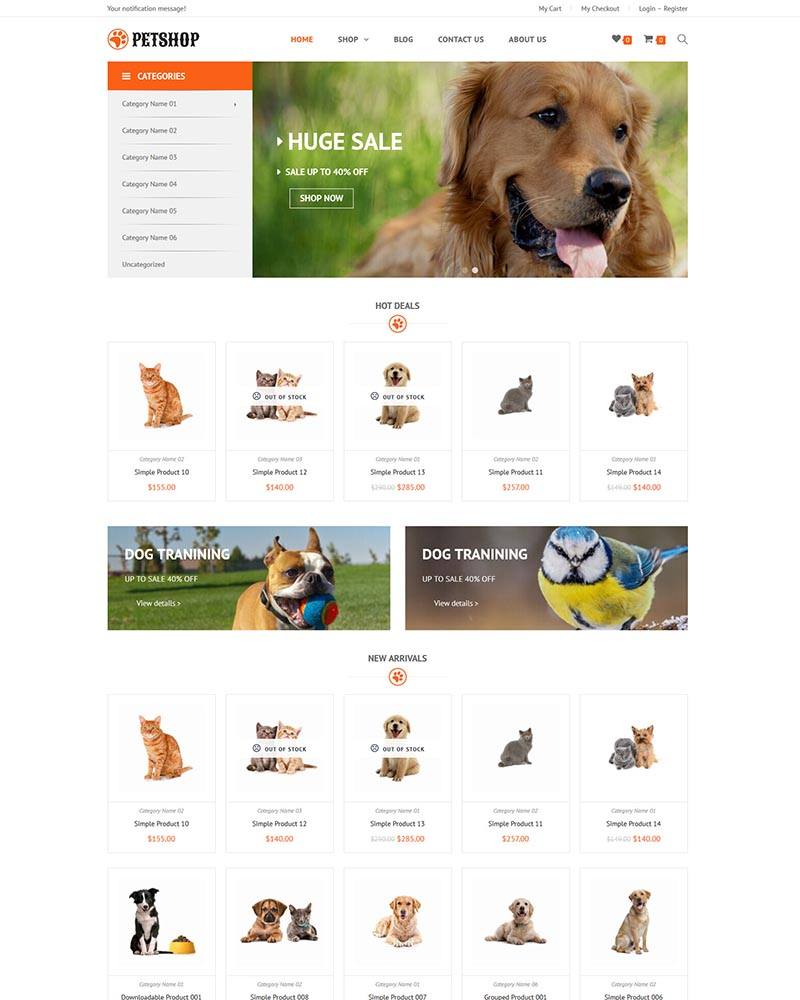 Your notification message!
My Cart
My Checkout
Login – Register
PETSHOP
HOME
SHOP
BLOG
CONTACT US
ABOUT US
0
0
CATEGORIES
Category Name 01
Category Name 02
Category Name 03
Category Name 04
Category Name 05
Category Name 06
Uncategorized
HUGE SALE
SALE UP TO 40% OFF
SHOP NOW
HOT DEALS
OUT OF STOCK
OUT OF STOCK
Category Name 02
Category Name 03
Category Name 01
Category Name 02
Category Name 01
Simple Product 10
Simple Product 12
Simple Product 13
Simple Product 11
Simple Product 14
$155.00
$140.00
$290.00 $285.00
$257.00
$149.00 $140.00
DOG TRANINING
UP TO SALE 40% OFF
View details >
DOG TRANINING
UP TO SALE 40% OFF
View details >
NEW ARRIVALS
OUT OF STOCK
OUT OF STOCK
Category Name 02
Category Name 03
Category Name 01
Category Name 02
Category Name 01
Simple Product 10
Simple Product 12
Simple Product 13
Simple Product 11
Simple Product 14
$155.00
$140.00
$290.00 $285.00
$257.00
$149.00 $140.00
Category Name 01
Category Name 02
Category Name 01
Category Name 06
Category Name 02
Downloadable Product 001
Simple Product 008
Simple Product 007
Grouped Product 001
Simple Product 006